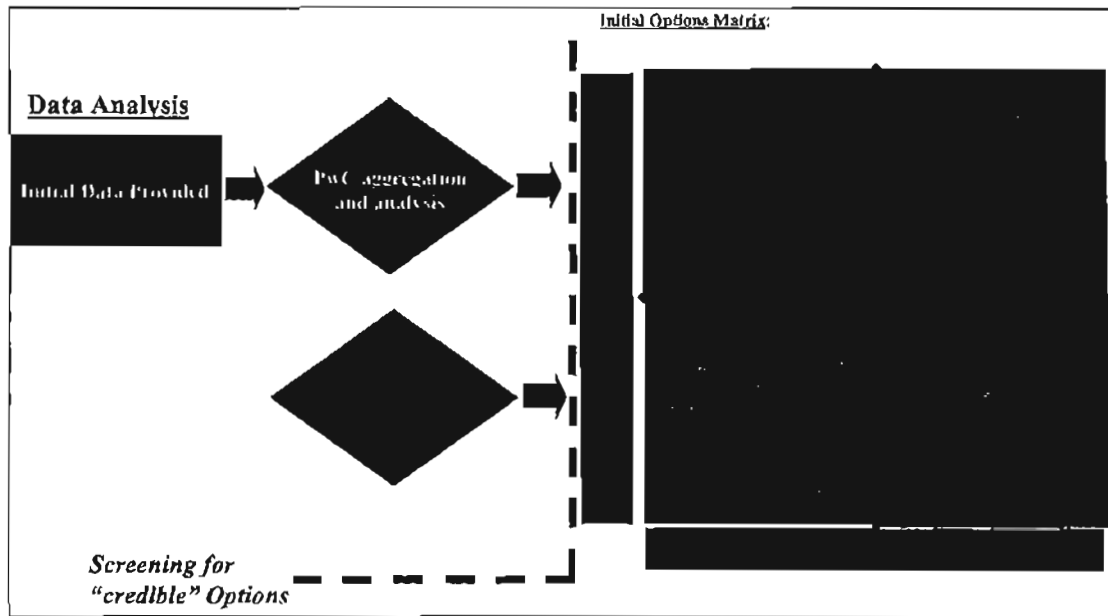 Initial Options Matrix:
Data Analysis
Initial Data Provided
PwC aggregation
and analysis
Screening for
"credible" Options